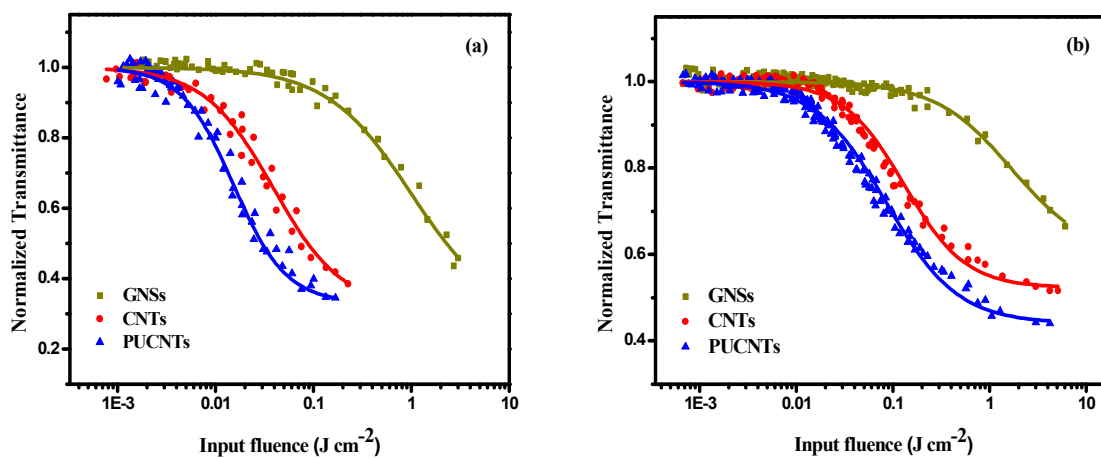 (a)
Normalized Transmittance
1.0
0.8
0.6
0.4
0.2
GNSs
CNTs
PUCNTs
1E-3 0.01 0.1 1 10
Input fluence (J cm⁻²)
(b)
Normalized Transmittance
1.0
0.8
0.6
0.4
GNSs
CNTs
PUCNTs
1E-3 0.01 0.1 1 10
Input fluence (J cm⁻²)